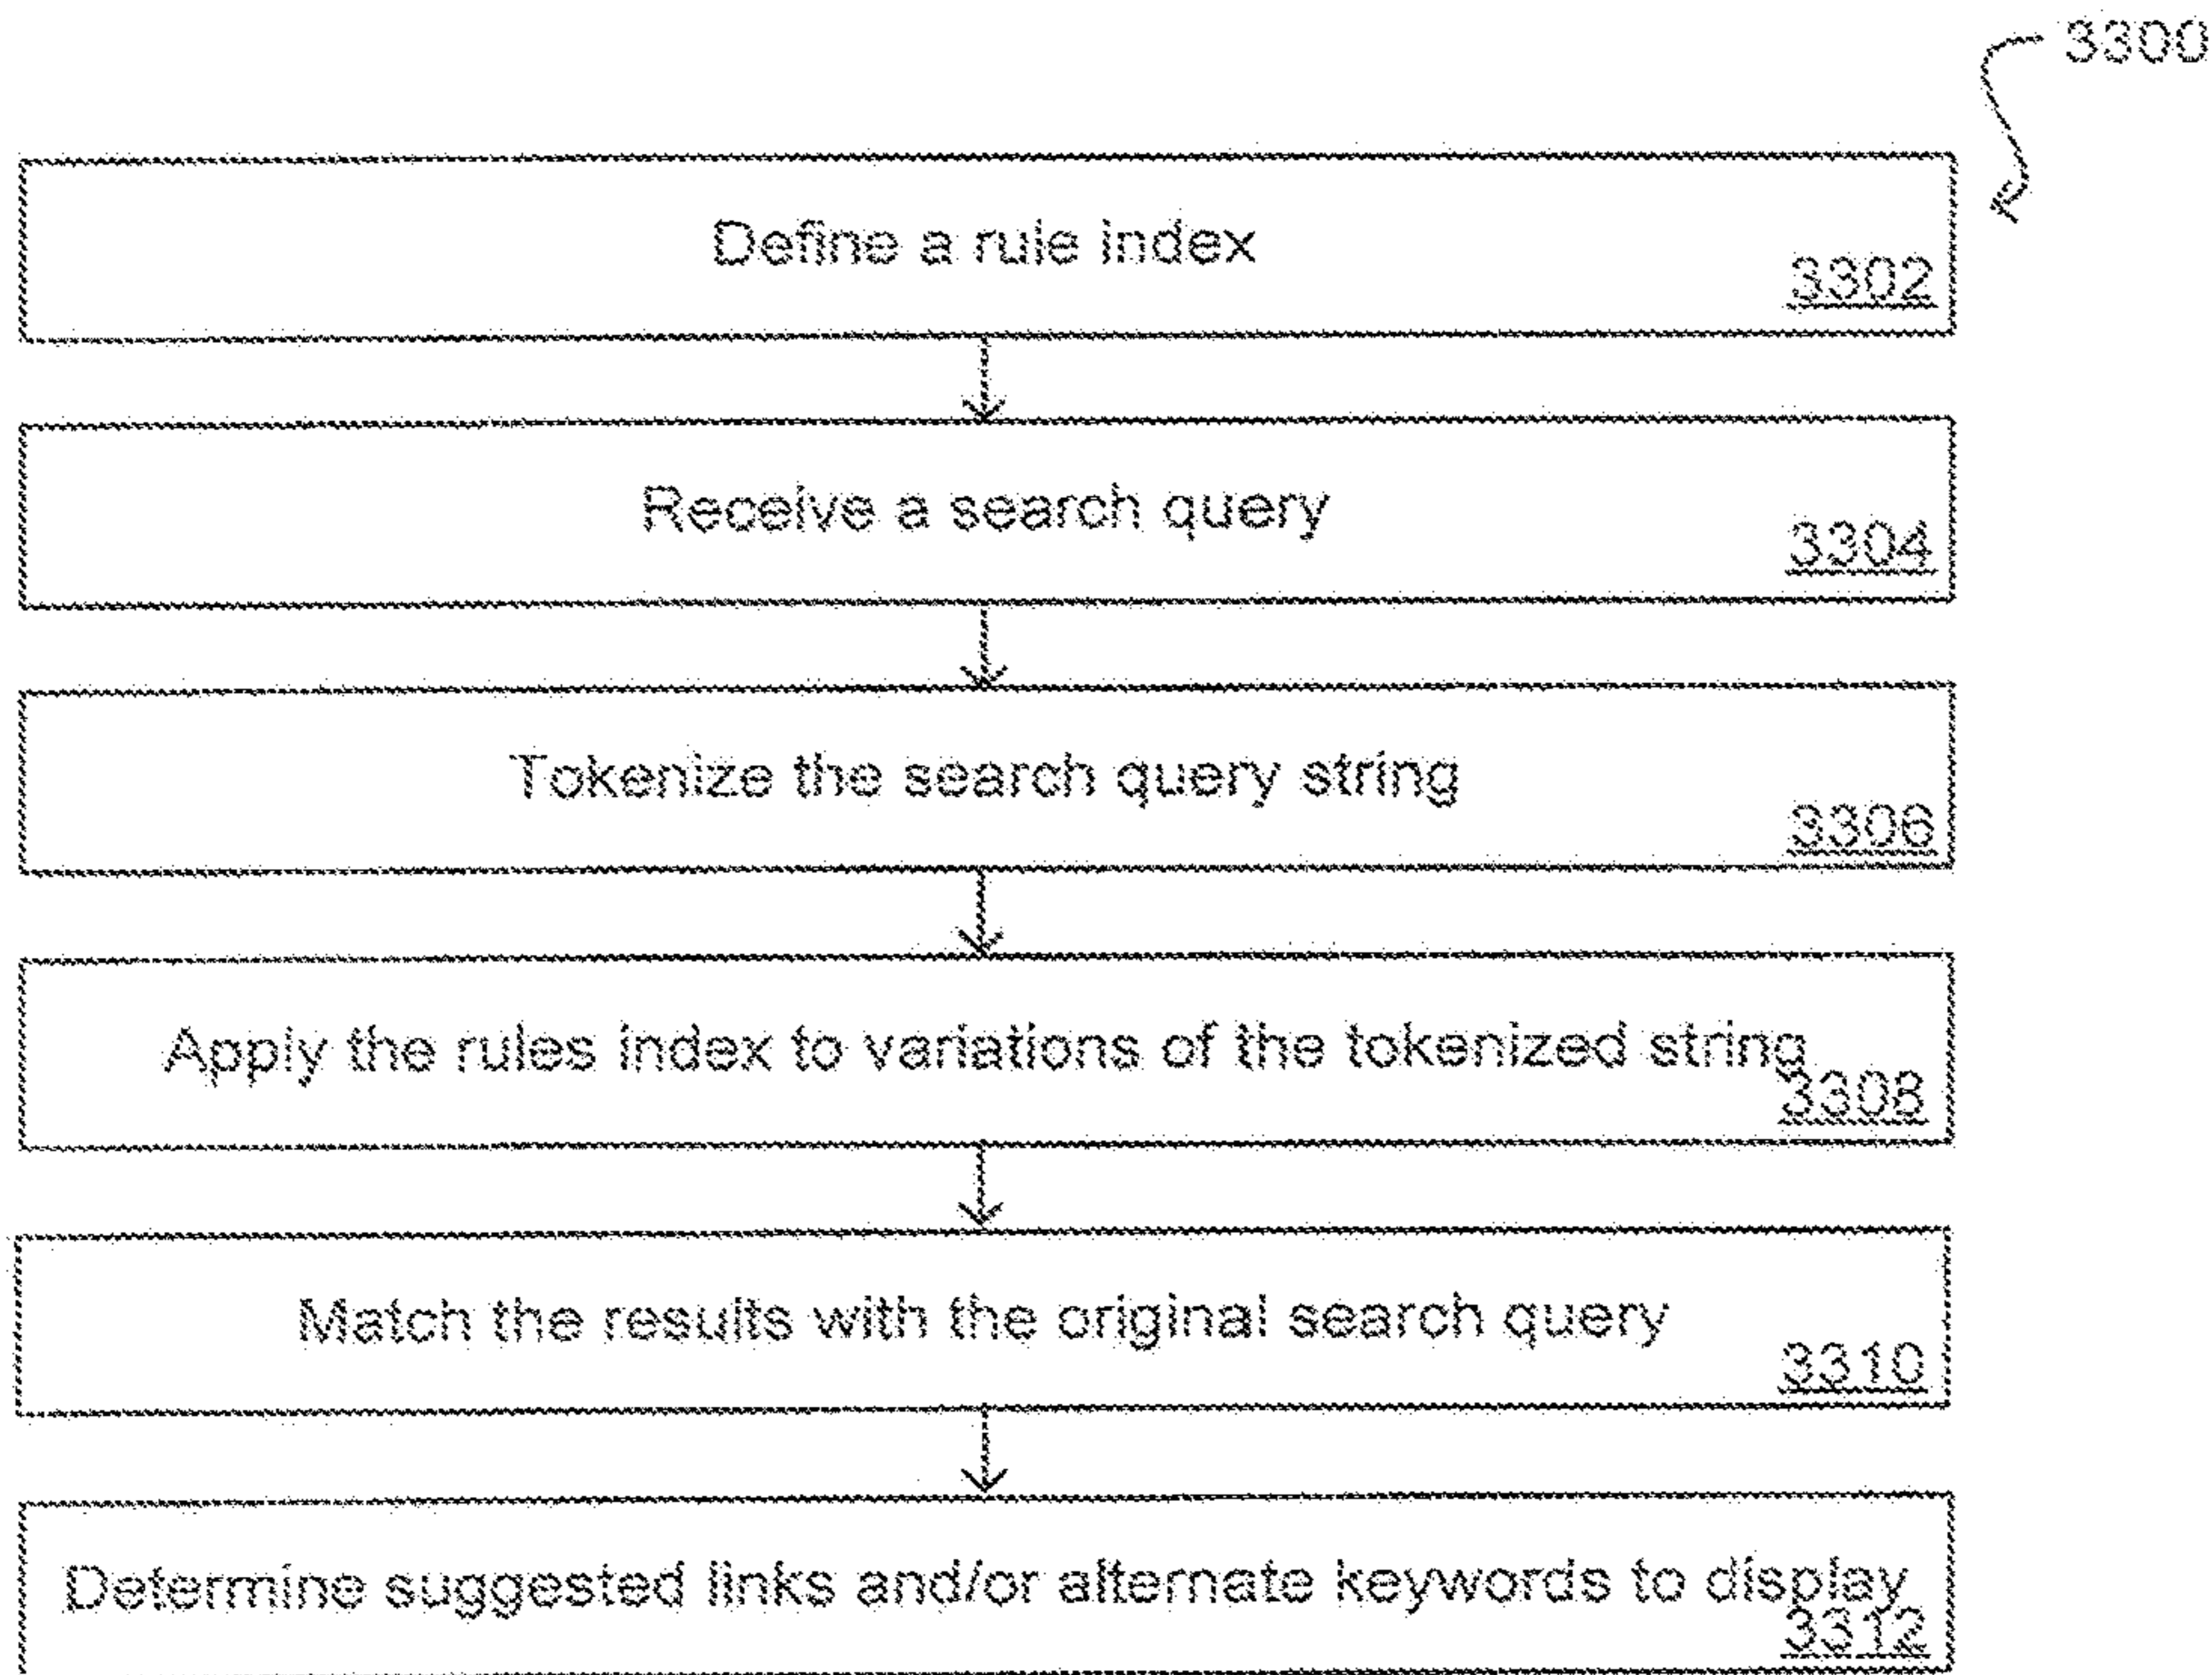 3300
Define a rule index
3302
Receive a search query
3304
Tokenize the search query string
3306
Apply the rules index to variations of the tokenized string
3308
Match the results with the original search query
3310
Determine suggested links and/or alternate keywords to display
3312